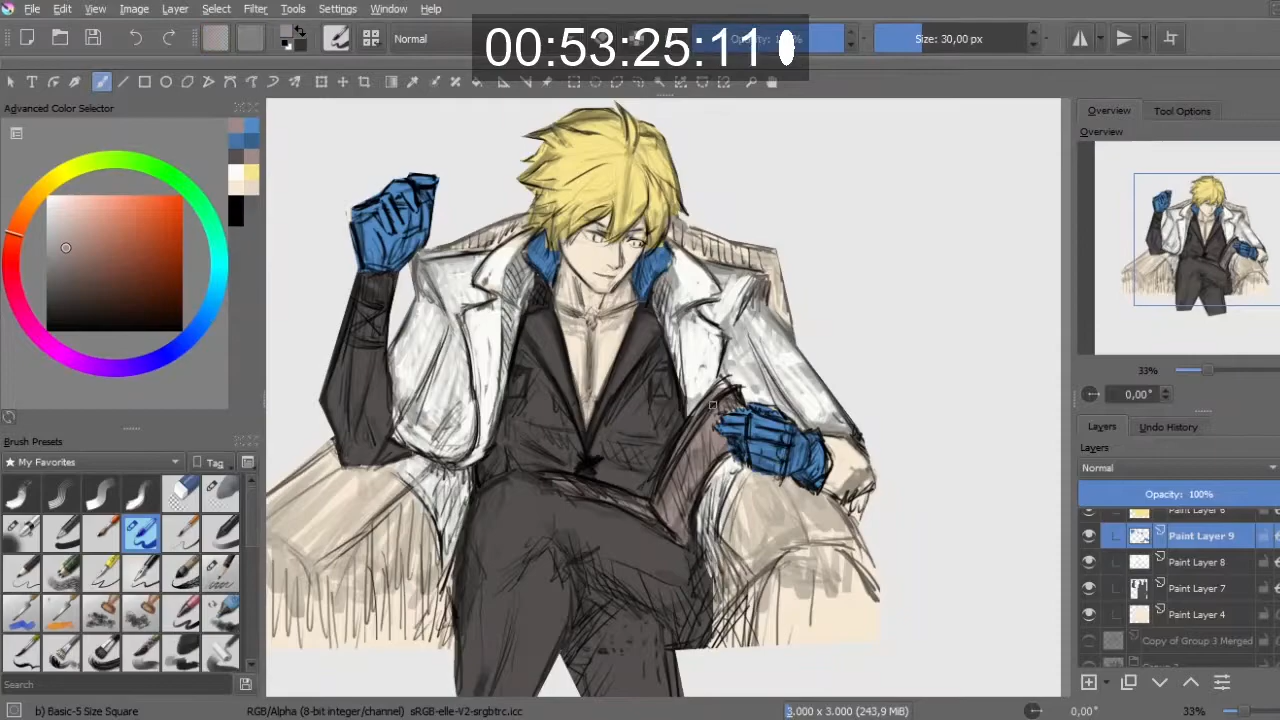 File Edit View Image Layer Select Filter Tools Settings Window Help
00:53:25:11
Normal
Opacity:
Size: 30,00 px
Advanced Color Selector
Overview Tool Options
Overview
33%
0,00°
Layers Undo History
Layers
Normal
Opacity: 100%
Paint Layer 6
Paint Layer 9
Paint Layer 8
Paint Layer 7
Paint Layer 4
Copy of Group 3 Merged
Brush Presets
My Favorites
Tag
Search
b) Basic-5 Size Square
RGB/Alpha (8-bit integer/channel) sRGB-elle-V2-srgbtrc.icc
3.000 x 3.000 (243,9 MiB)
0,00°
33%